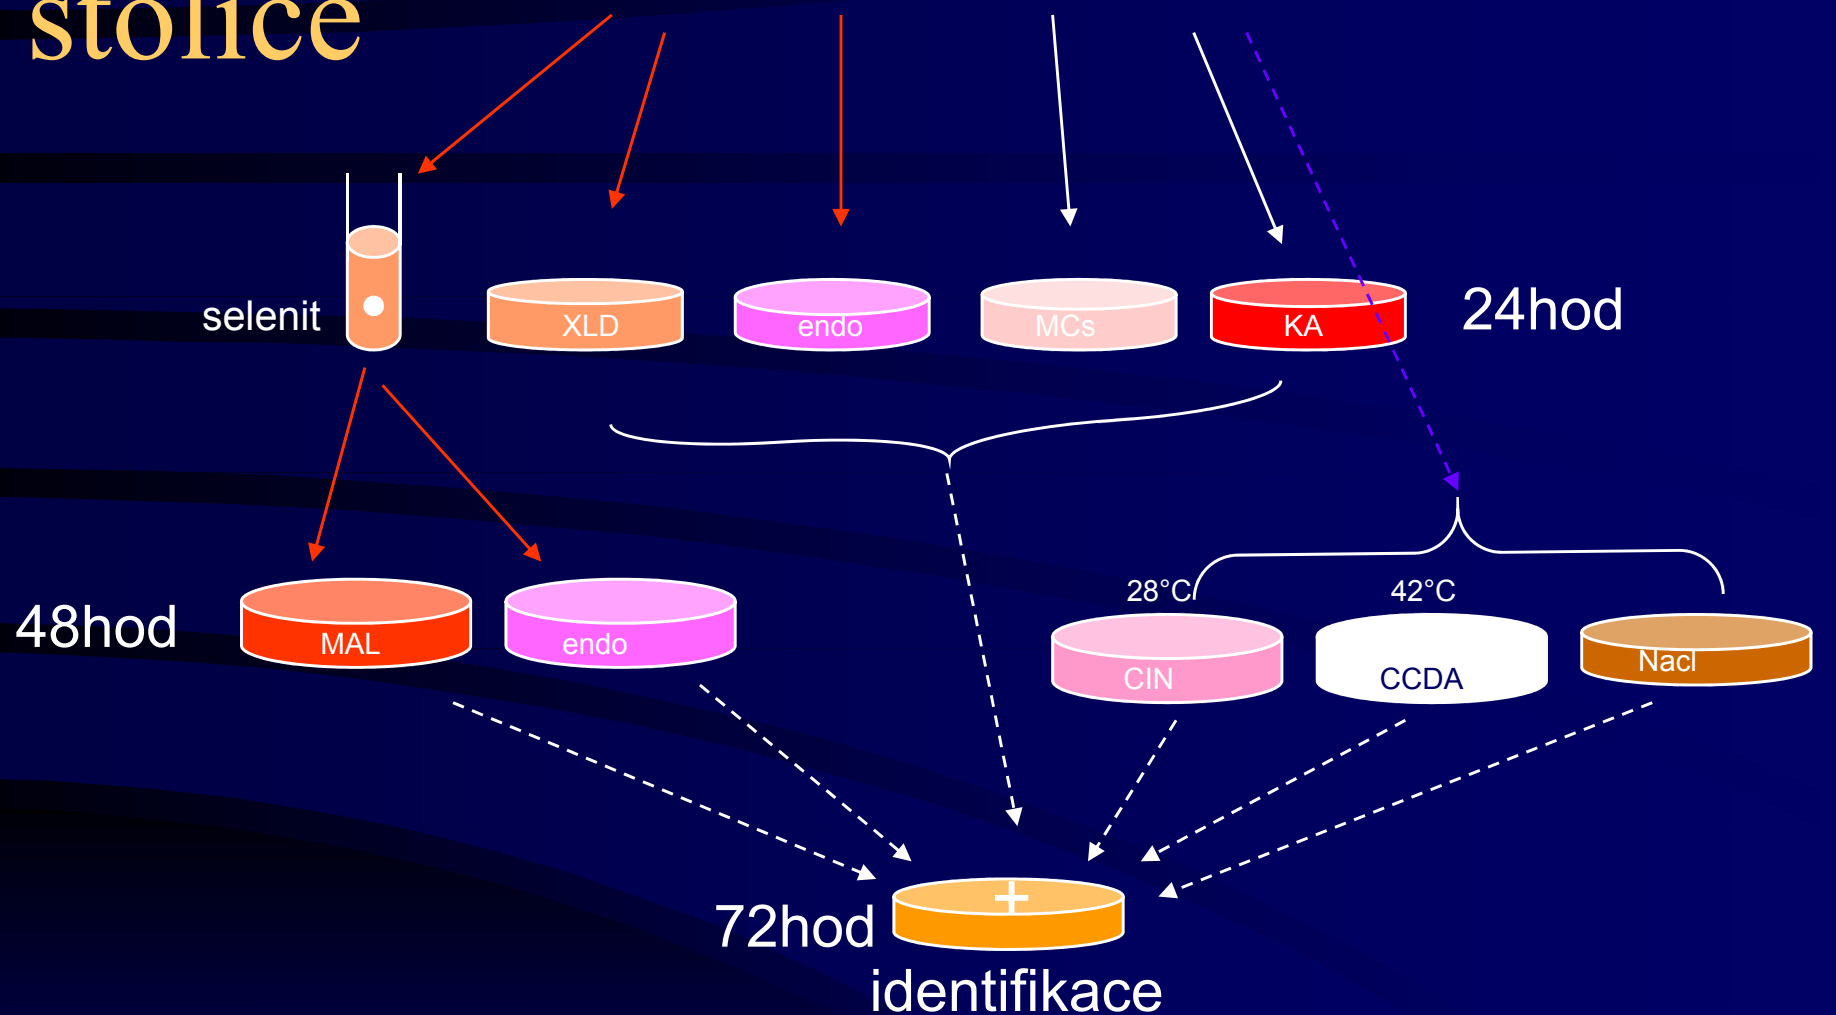 stolice
selenit
XLD
endo
MCs
KA
24hod
48hod
MAL
endo
28°C
42°C
CIN
CCDA
Nacl
+
72hod
identifikace